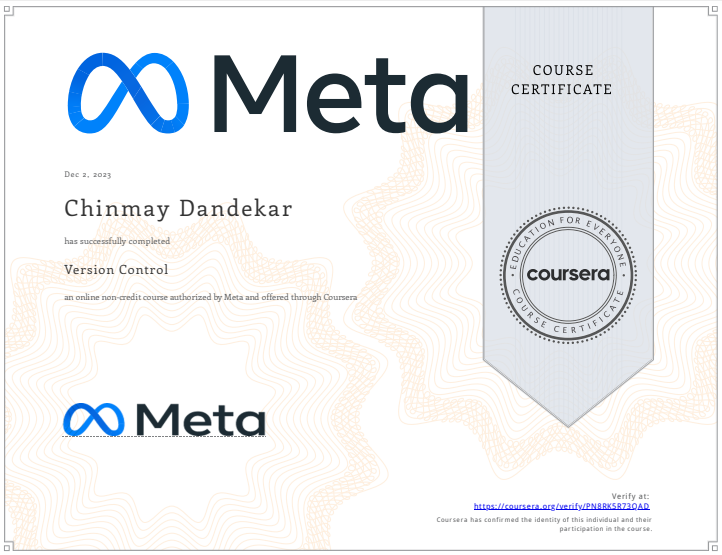 Meta
COURSE
CERTIFICATE
Dec 2, 2023
Chinmay Dandekar
has successfully completed
Version Control
an online non-credit course authorized by Meta and offered through Coursera
EDUCATION FOR EVERYONE
coursera
COURSE CERTIFICATE
Meta
Verify at:
https://coursera.org/verify/PN8RK5R73QAD
Coursera has confirmed the identity of this individual and their
participation in the course.